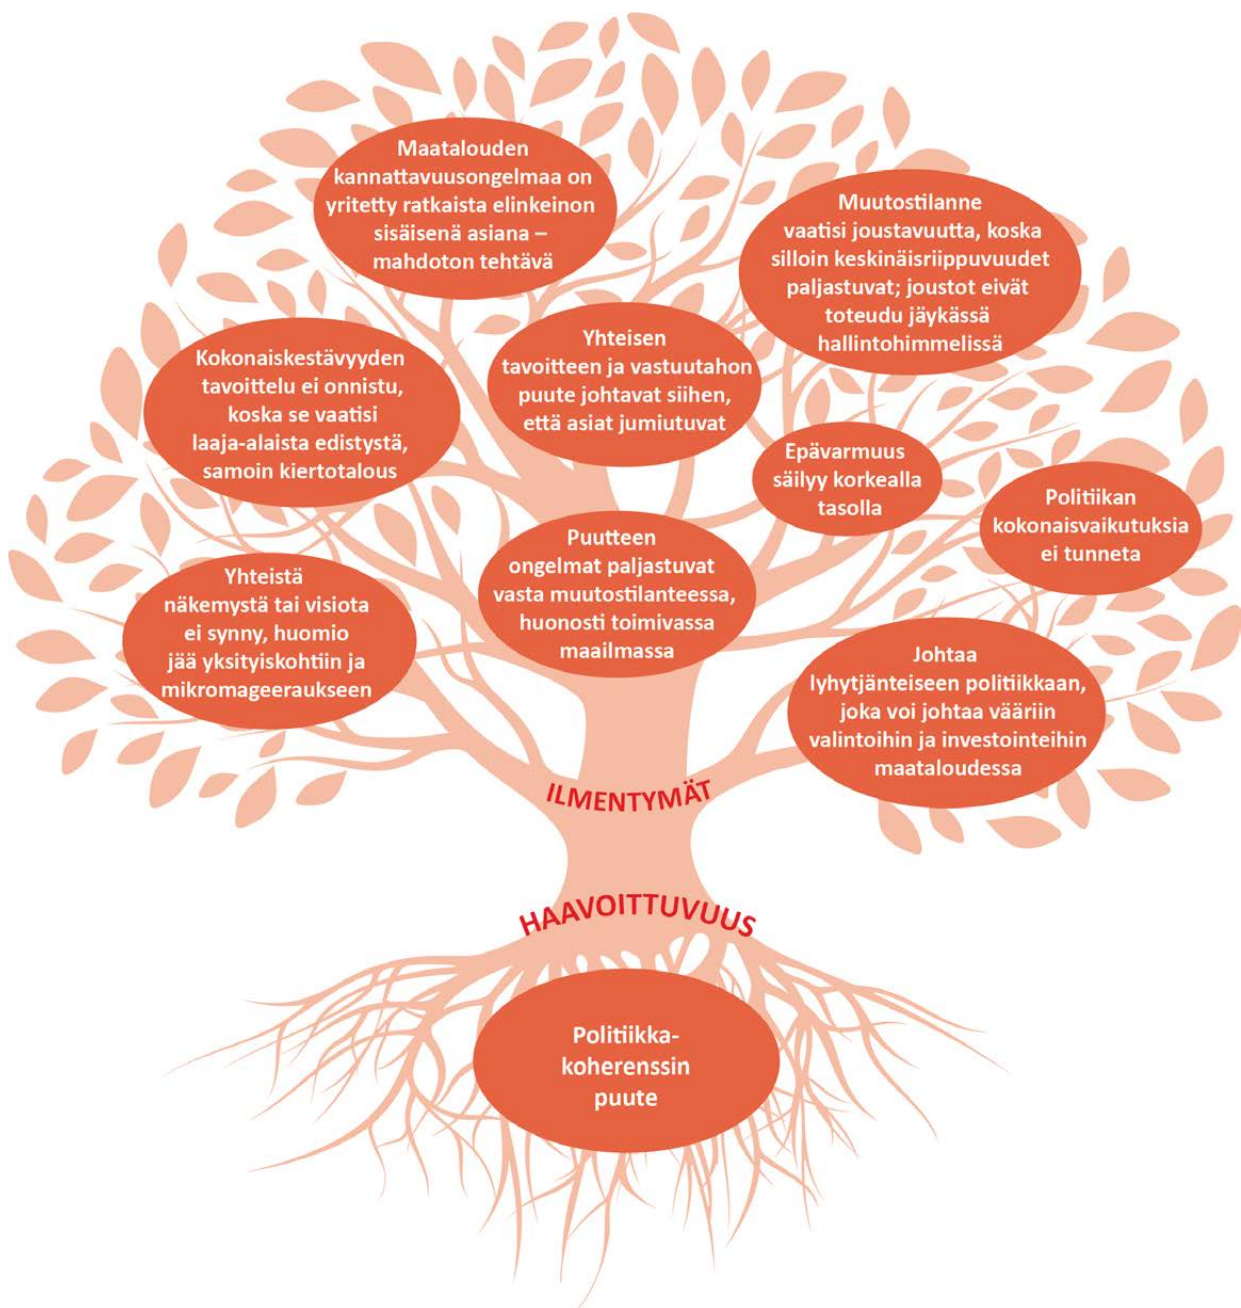 Maatalouden
kannattavuusongelmaa on
yritetty ratkaista elinkeinon
sisäisenä asiana –
mahdoton tehtävä
Muutostilanne
vaatisi joustavuutta, koska
silloin keskinäisriippuvuudet
paljastuvat; joustot eivät
toteudu jäykässä
hallintohimmelissä
Kokonaiskestävyyden
tavoittelu ei onnistu,
koska se vaatisi
laaja-alaista edistystä,
samoin kiertotalous
Yhteisen
tavoitteen ja vastuutahon
puute johtavat siihen,
että asiat jumiutuvat
Epävarmuus
säilyy korkealla
tasolla
Politiikan
kokonaisvaikutuksia
ei tunneta
Yhteistä
näkemystä tai visiota
ei synny, huomio
jää yksityiskohtiin ja
mikromageeraukseen
Puutteen
ongelmat paljastuvat
vasta muutostilanteessa,
huonosti toimivassa
maailmassa
Johtaa
lyhytjänteiseen politiikkaan,
joka voi johtaa vääriin
valintoihin ja investointeihin
maataloudessa
ILMENTYMÄT
HAAVOITTUVUUS
Politiikka-
koherenssin
puute